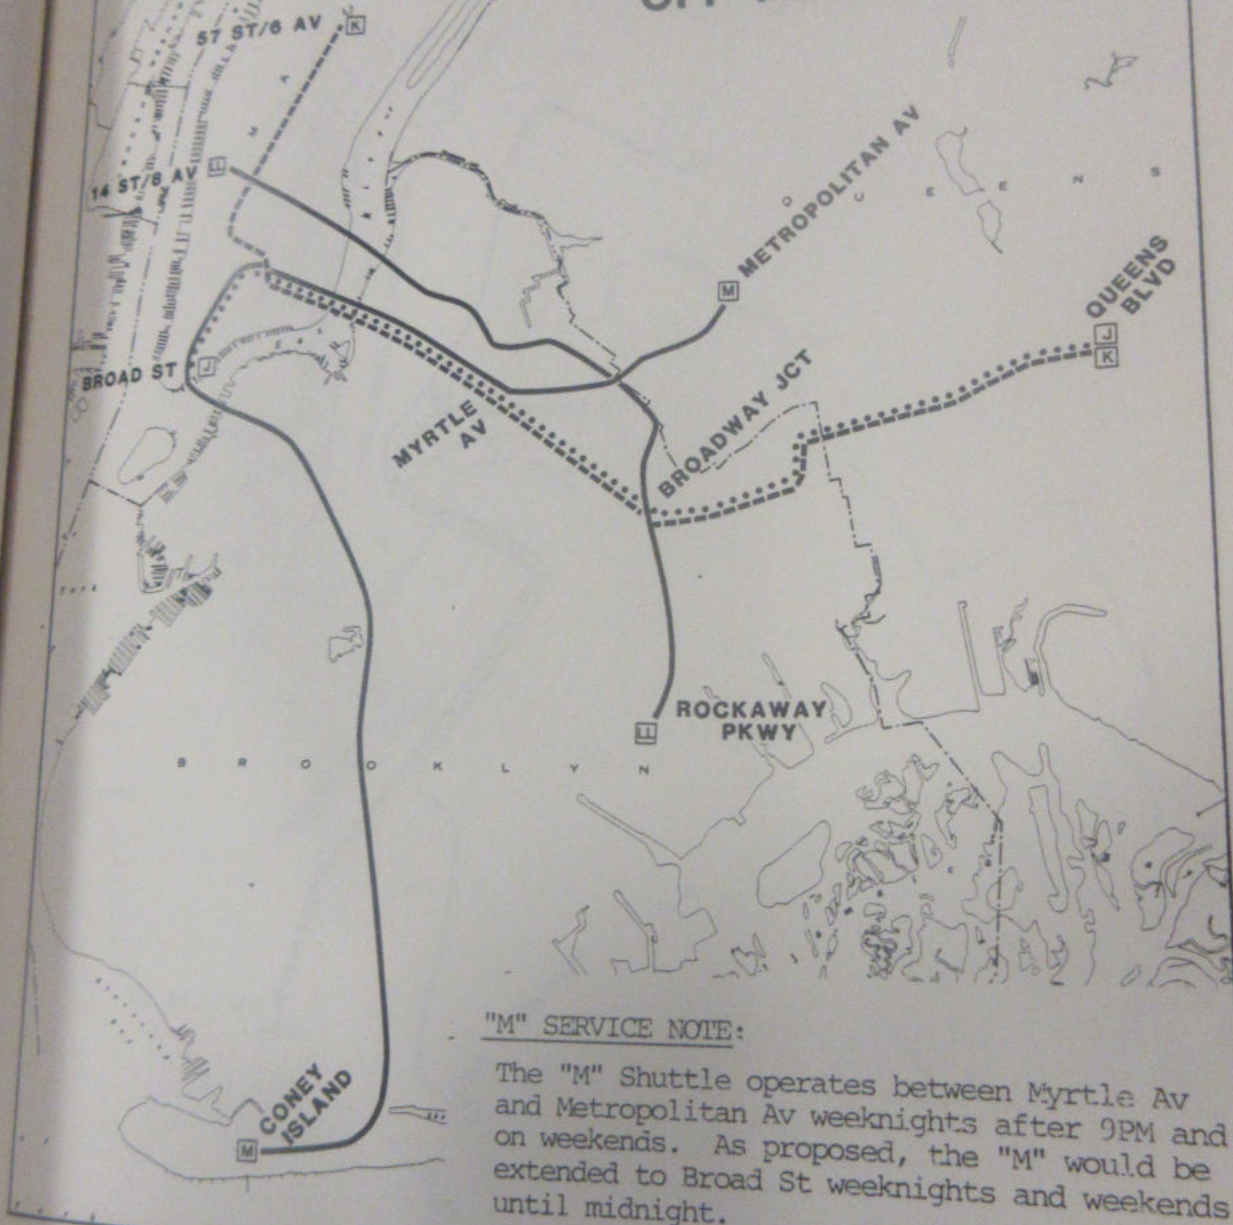 57 ST/6 AV
K
M
A
14 ST/8 AV
LL
METROPOLITAN AV
M
Q U E E N S
QUEENS
BLVD
J
K
BROAD ST
J
MYRTLE
AV
BROADWAY JCT
ROCKAWAY
PKWY
LL
B R O O K L Y N
CONEY
ISLAND
M
"M" SERVICE NOTE:
The "M" Shuttle operates between Myrtle Av
and Metropolitan Av weeknights after 9PM and
on weekends. As proposed, the "M" would be
extended to Broad St weeknights and weekends
until midnight.